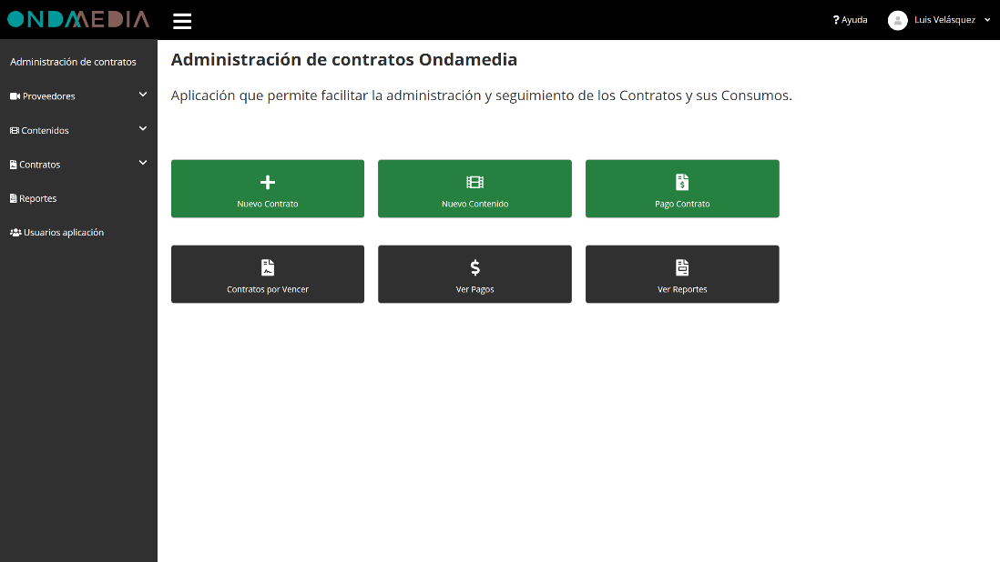 ONDAMEDIA
? Ayuda
Luis Velásquez
Administración de contratos
Proveedores
Contenidos
Contratos
Reportes
Usuarios aplicación
Administración de contratos Ondamedia
Aplicación que permite facilitar la administración y seguimiento de los Contratos y sus Consumos.
Nuevo Contrato
Nuevo Contenido
Pago Contrato
Contratos por Vencer
Ver Pagos
Ver Reportes